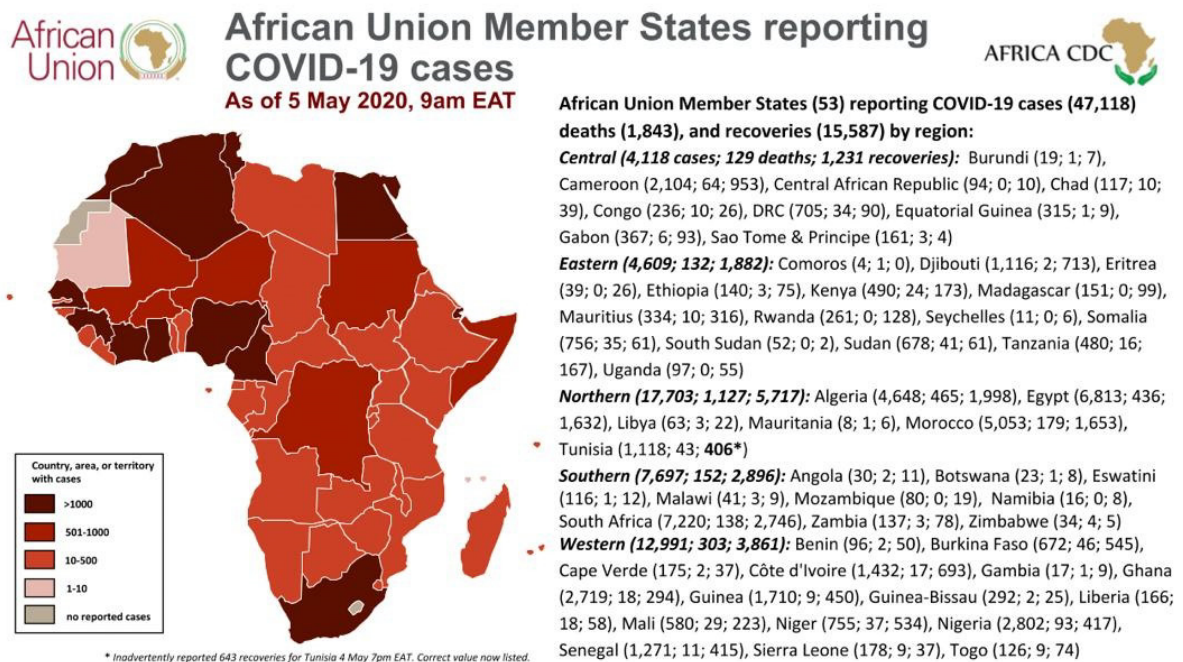 African
Union
African Union Member States reporting
COVID-19 cases
As of 5 May 2020, 9am EAT
AFRICA CDC
African Union Member States (53) reporting COVID-19 cases (47,118)
deaths (1,843), and recoveries (15,587) by region:
Central (4,118 cases; 129 deaths; 1,231 recoveries): Burundi (19; 1; 7),
Cameroon (2,104; 64; 953), Central African Republic (94; 0; 10), Chad (117; 10;
39), Congo (236; 10; 26), DRC (705; 34; 90), Equatorial Guinea (315; 1; 9),
Gabon (367; 6; 93), Sao Tome & Principe (161; 3; 4)
Eastern (4,609; 132; 1,882): Comoros (4; 1; 0), Djibouti (1,116; 2; 713), Eritrea
(39; 0; 26), Ethiopia (140; 3; 75), Kenya (490; 24; 173), Madagascar (151; 0; 99),
Mauritius (334; 10; 316), Rwanda (261; 0; 128), Seychelles (11; 0; 6), Somalia
(756; 35; 61), South Sudan (52; 0; 2), Sudan (678; 41; 61), Tanzania (480; 16;
167), Uganda (97; 0; 55)
Northern (17,703; 1,127; 5,717): Algeria (4,648; 465; 1,998), Egypt (6,813; 436;
1,632), Libya (63; 3; 22), Mauritania (8; 1; 6), Morocco (5,053; 179; 1,653),
Tunisia (1,118; 43; 406*)
Southern (7,697; 152; 2,896): Angola (30; 2; 11), Botswana (23; 1; 8), Eswatini
(116; 1; 12), Malawi (41; 3; 9), Mozambique (80; 0; 19), Namibia (16; 0; 8),
South Africa (7,220; 138; 2,746), Zambia (137; 3; 78), Zimbabwe (34; 4; 5)
Western (12,991; 303; 3,861): Benin (96; 2; 50), Burkina Faso (672; 46; 545),
Cape Verde (175; 2; 37), Côte d'Ivoire (1,432; 17; 693), Gambia (17; 1; 9), Ghana
(2,719; 18; 294), Guinea (1,710; 9; 450), Guinea-Bissau (292; 2; 25), Liberia (166;
18; 58), Mali (580; 29; 223), Niger (755; 37; 534), Nigeria (2,802; 93; 417),
Senegal (1,271; 11; 415), Sierra Leone (178; 9; 37), Togo (126; 9; 74)
Country, area, or territory
with cases
>1000
501-1000
10-500
1-10
no reported cases
* Inadvertently reported 643 recoveries for Tunisia 4 May 7pm EAT. Correct value now listed.